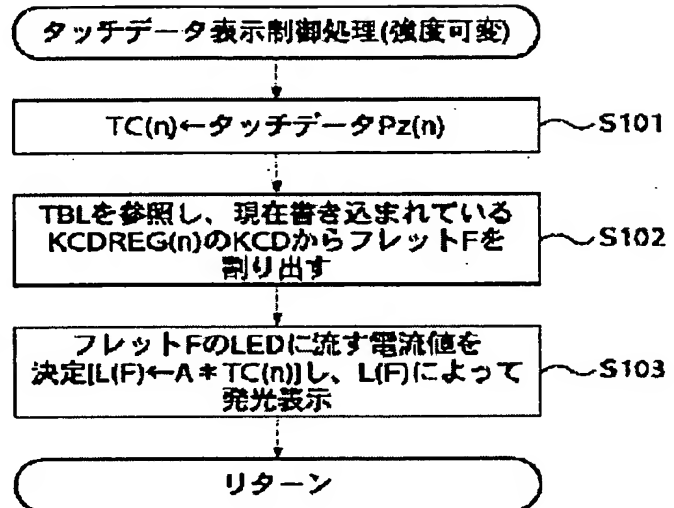 タッチデータ表示制御処理(強度可変)
TC(n)←タッチデータPz(n)
S101
TBLを参照し、現在書き込まれている
KCDREG(n)のKCDからフレットFを
割り出す
S102
フレットFのLEDに流す電流値を
決定[L(F)←A*TC(n)]し、L(F)によって
発光表示
S103
リターン